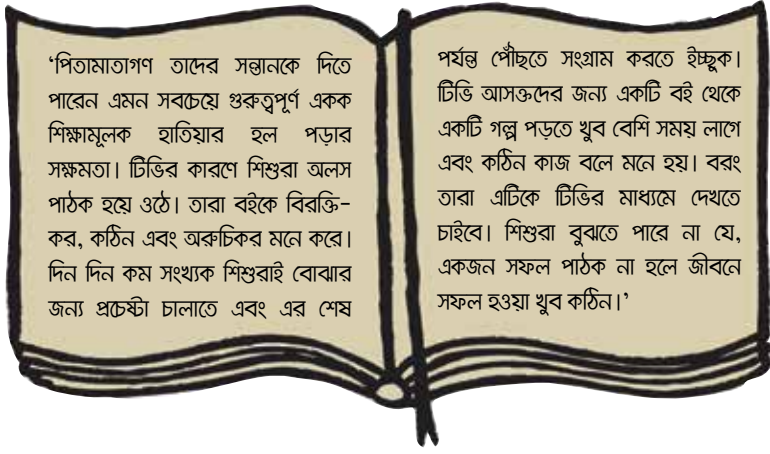 ‘পিতামাতাগণ তাদের সন্তানকে দিতে
পারেন এমন সবচেয়ে গুরুত্বপূর্ণ একক
শিক্ষামূলক হাতিয়ার হল পড়ার
সক্ষমতা। টিভির কারণে শিশুরা অলস
পাঠক হয়ে ওঠে। তারা বইকে বিরক্তি-
কর, কঠিন এবং অরুচিকর মনে করে।
দিন দিন কম সংখ্যক শিশুরাই বোঝার
জন্য প্রচেষ্টা চালাতে এবং এর শেষ
পর্যন্ত পৌঁছতে সংগ্রাম করতে ইচ্ছুক।
টিভি আসক্তদের জন্য একটি বই থেকে
একটি গল্প পড়তে খুব বেশি সময় লাগে
এবং কঠিন কাজ বলে মনে হয়। বরং
তারা এটিকে টিভির মাধ্যমে দেখতে
চাইবে। শিশুরা বুঝতে পারে না যে,
একজন সফল পাঠক না হলে জীবনে
সফল হওয়া খুব কঠিন।’